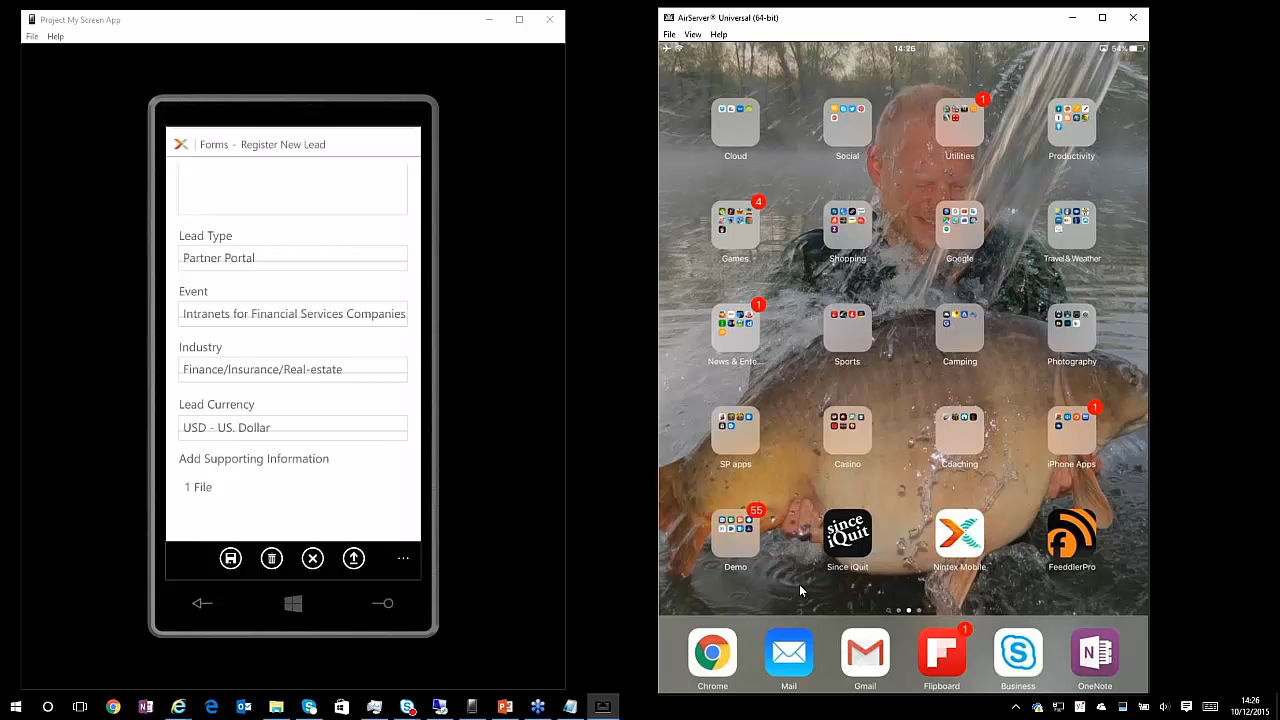 Project My Screen App
File Help
Forms - Register New Lead
Lead Type
Partner Portal
Event
Intranets for Financial Services Companies
Industry
Finance/Insurance/Real-estate
Lead Currency
USD - US. Dollar
Add Supporting Information
1 File
...
AirServer® Universal (64-bit)
File View Help
14:26
54%
1
Cloud Social Utilities Productivity
4
Games Shopping Google Travel&Weather
1
News & Ente... Sports Camping Photography
1
SP apps Casino Coaching iPhone Apps
55
since iQuit
Demo Since iQuit Nintex Mobile FeeddlerPro
1
Chrome Mail Gmail Flipboard Business OneNote
14:26
10/12/2015